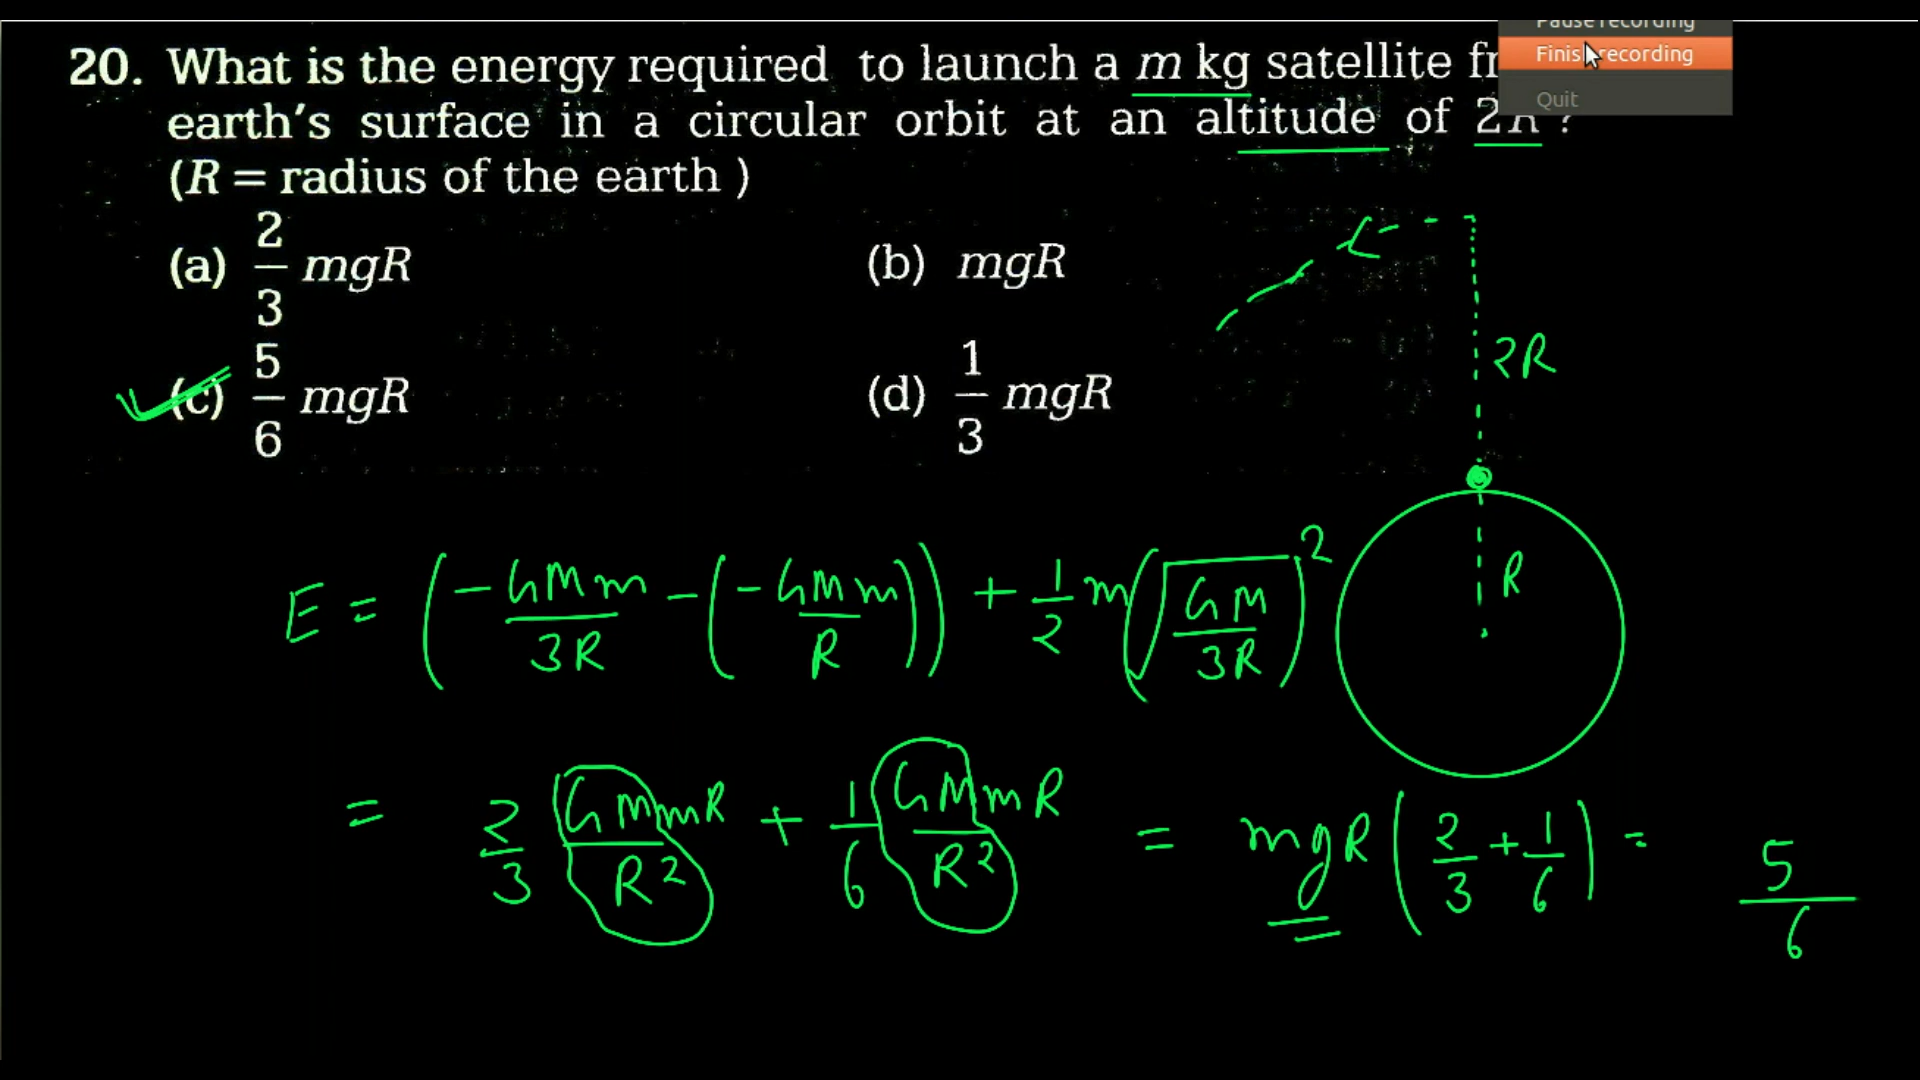 Pause recording
Finis recording
Quit
20. What is the energy required to launch a m kg satellite
earth's surface in a circular orbit at an altitude of 2R ?
(R = radius of the earth )
(a) 2/3 mgR
(b) mgR
(c) 5/6 mgR
(d) 1/3 mgR
2R
R
E = (-GMm/3R - (-GMm/R)) + 1/2 m(√GM/3R)²
= 2/3 GMmR/R² + 1/6 GMmR/R² = mgR (2/3 + 1/6) = 5/6